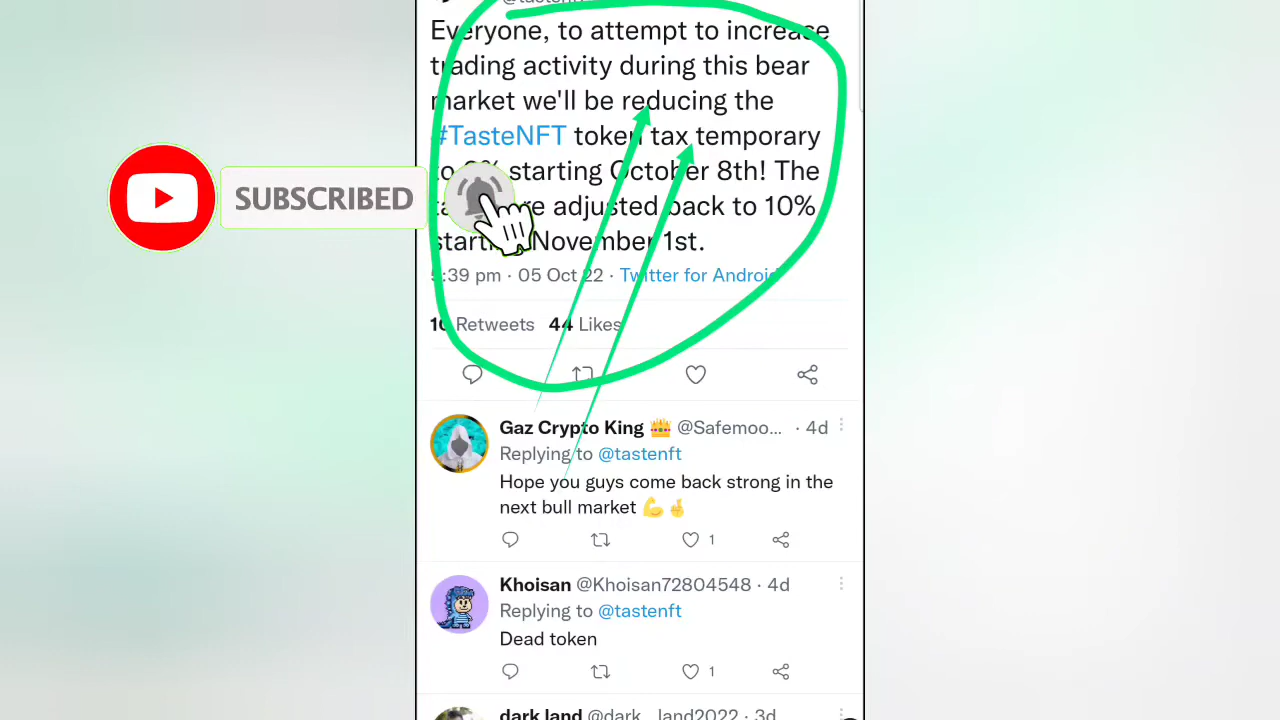 Everyone, to attempt to increase
trading activity during this bear
market we'll be reducing the
#TasteNFT token tax temporary
starting October 8th! The
adjusted back to 10%
November 1st.
5:39 pm · 05 Oct 22 · Twitter for Android
Retweets 44 Likes
SUBSCRIBED
Gaz Crypto King 👑 @Safemoo... · 4d
Replying to @tastenft
Hope you guys come back strong in the
next bull market 💪🤞
1
Khoisan @Khoisan72804548 · 4d
Replying to @tastenft
Dead token
1
dark land @dark_land2022 · 3d